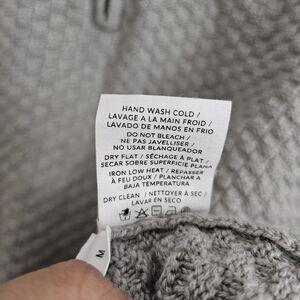 HAND WASH COLD /
LAVAGE A LA MAIN FROID /
LAVADO DE MANOS EN FRIO
DO NOT BLEACH /
NE PAS JAVELLISER /
NO USAR BLANQUEADOR
DRY FLAT / SÉCHAGE À PLAT /
SECAR SOBRE SUPERFICIE PLANA
IRON LOW HEAT / REPASSER
À FEU DOUX / PLANCHAR A
BAJA TEMPERATURA
DRY CLEAN / NETTOYER À SEC /
LAVAR EN SECO
M